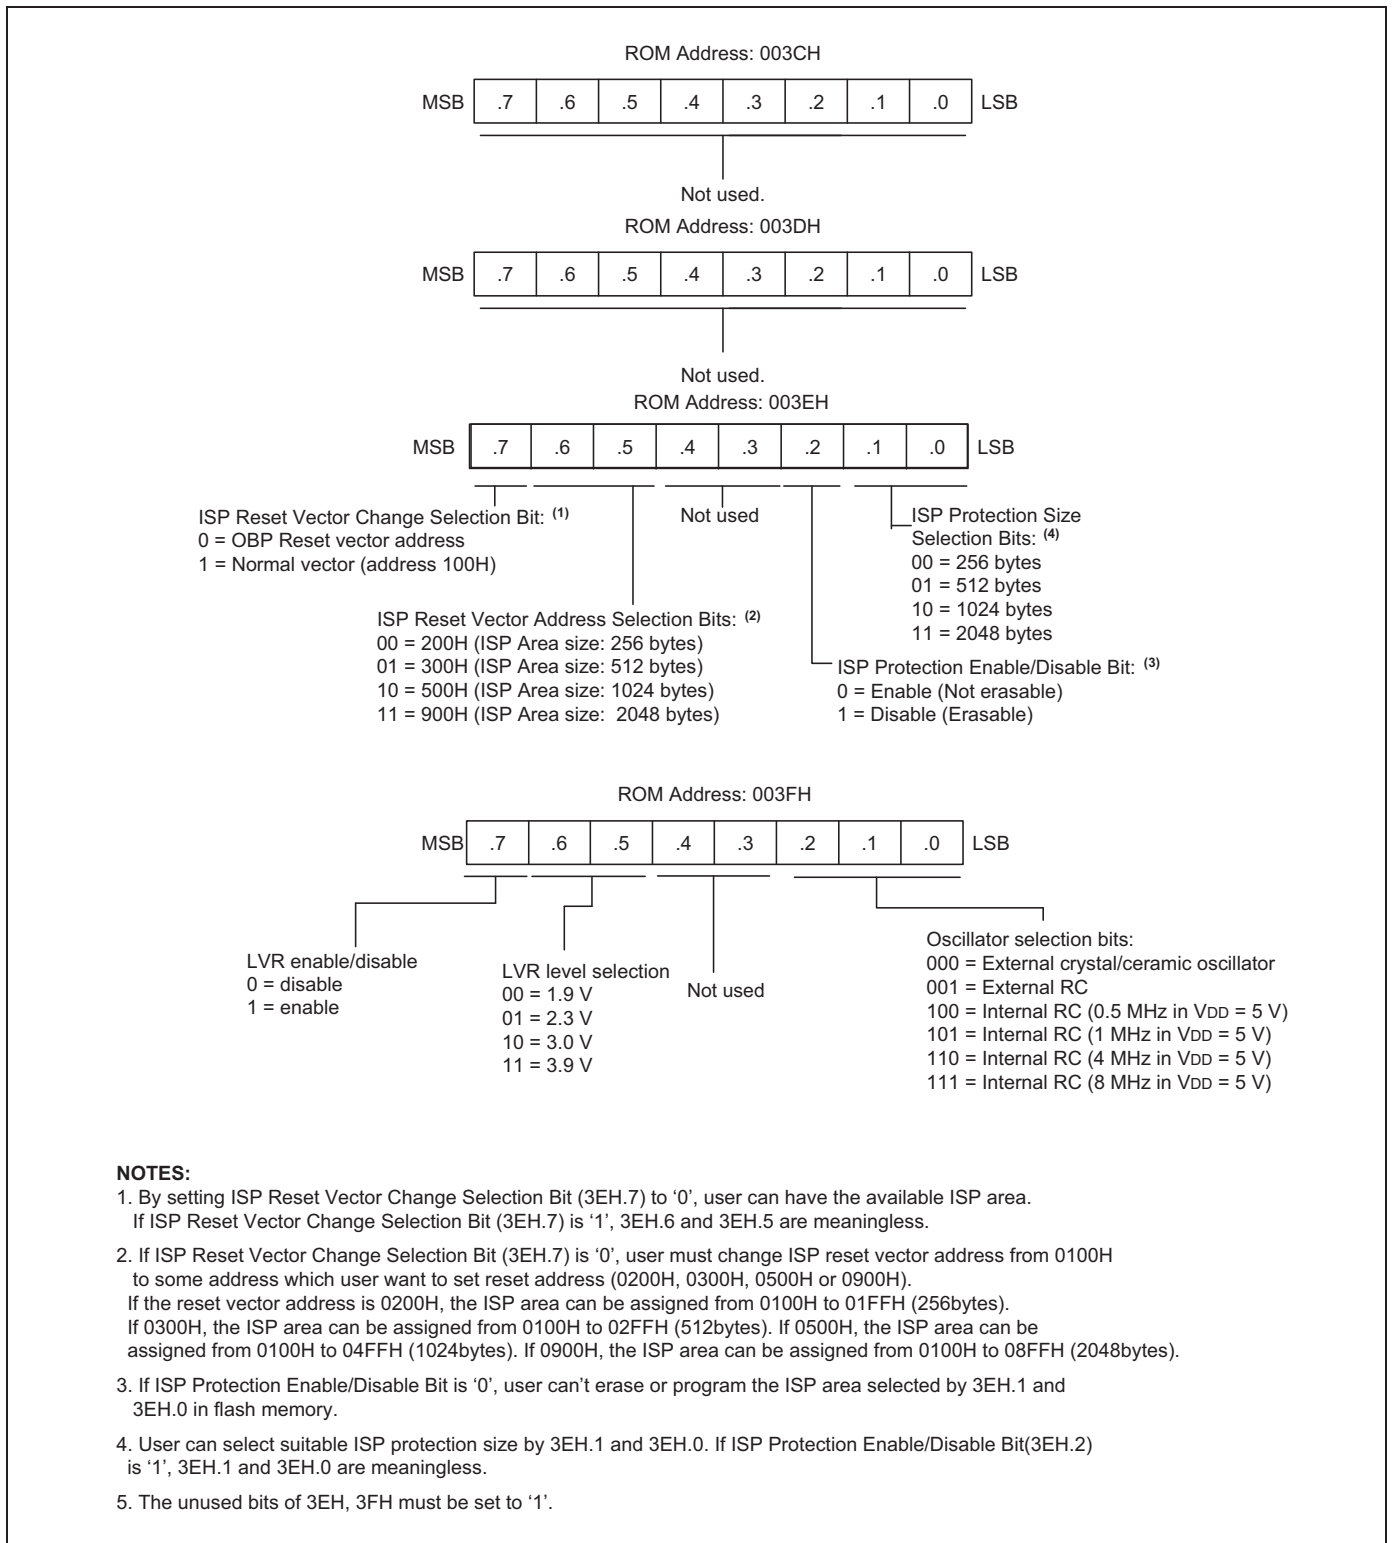 ROM Address: 003CH
MSB .7 .6 .5 .4 .3 .2 .1 .0 LSB
Not used.
ROM Address: 003DH
MSB .7 .6 .5 .4 .3 .2 .1 .0 LSB
Not used.
ROM Address: 003EH
MSB .7 .6 .5 .4 .3 .2 .1 .0 LSB
ISP Reset Vector Change Selection Bit: (1)
0 = OBP Reset vector address
1 = Normal vector (address 100H)
Not used
ISP Protection Size
Selection Bits: (4)
00 = 256 bytes
01 = 512 bytes
10 = 1024 bytes
11 = 2048 bytes
ISP Reset Vector Address Selection Bits: (2)
00 = 200H (ISP Area size: 256 bytes)
01 = 300H (ISP Area size: 512 bytes)
10 = 500H (ISP Area size: 1024 bytes)
11 = 900H (ISP Area size:  2048 bytes)
ISP Protection Enable/Disable Bit: (3)
0 = Enable (Not erasable)
1 = Disable (Erasable)
ROM Address: 003FH
MSB .7 .6 .5 .4 .3 .2 .1 .0 LSB
LVR enable/disable
0 = disable
1 = enable
LVR level selection
00 = 1.9 V
01 = 2.3 V
10 = 3.0 V
11 = 3.9 V
Not used
Oscillator selection bits:
000 = External crystal/ceramic oscillator
001 = External RC
100 = Internal RC (0.5 MHz in VDD = 5 V)
101 = Internal RC (1 MHz in VDD = 5 V)
110 = Internal RC (4 MHz in VDD = 5 V)
111 = Internal RC (8 MHz in VDD = 5 V)
NOTES:
1. By setting ISP Reset Vector Change Selection Bit (3EH.7) to ‘0’, user can have the available ISP area.
If ISP Reset Vector Change Selection Bit (3EH.7) is ‘1’, 3EH.6 and 3EH.5 are meaningless.
2. If ISP Reset Vector Change Selection Bit (3EH.7) is ‘0’, user must change ISP reset vector address from 0100H
to some address which user want to set reset address (0200H, 0300H, 0500H or 0900H).
If the reset vector address is 0200H, the ISP area can be assigned from 0100H to 01FFH (256bytes).
If 0300H, the ISP area can be assigned from 0100H to 02FFH (512bytes). If 0500H, the ISP area can be
assigned from 0100H to 04FFH (1024bytes). If 0900H, the ISP area can be assigned from 0100H to 08FFH (2048bytes).
3. If ISP Protection Enable/Disable Bit is ‘0’, user can’t erase or program the ISP area selected by 3EH.1 and
3EH.0 in flash memory.
4. User can select suitable ISP protection size by 3EH.1 and 3EH.0. If ISP Protection Enable/Disable Bit(3EH.2)
is ‘1’, 3EH.1 and 3EH.0 are meaningless.
5. The unused bits of 3EH, 3FH must be set to ‘1’.